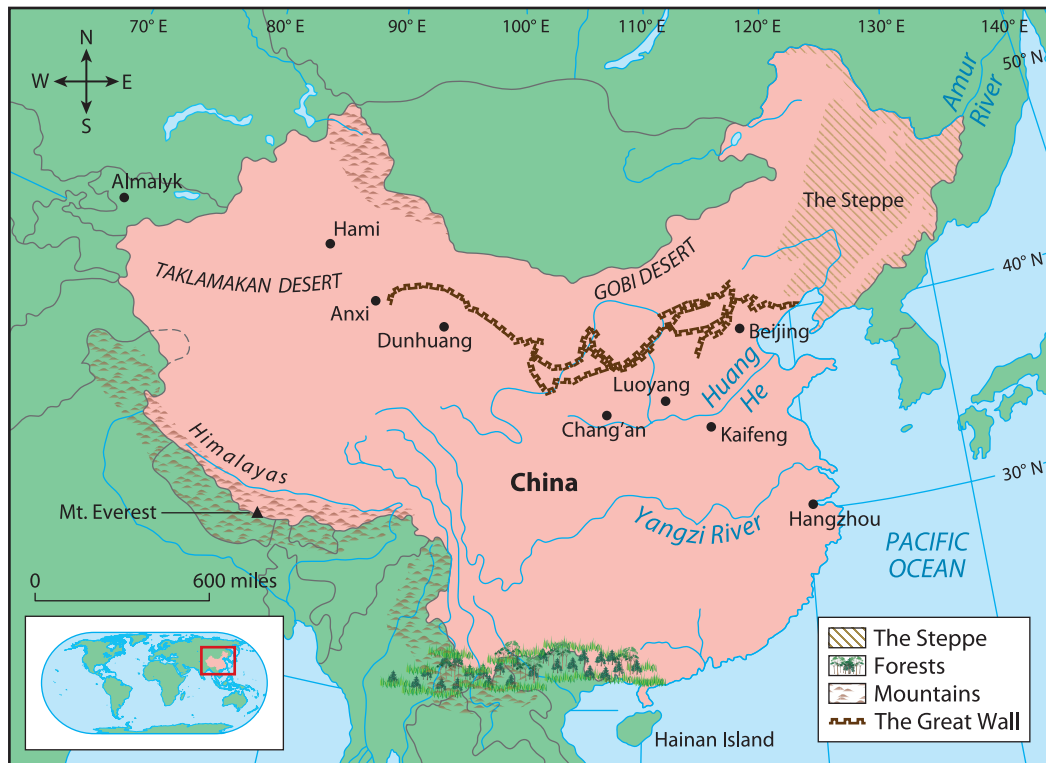 70° E
80° E
90° E
100° E
110° E
120° E
130° E
140° E
50° N
N
W
E
S
Amur
River
Almalyk
The Steppe
Hami
TAKLAMAKAN DESERT
GOBI DESERT
40° N
Anxi
Dunhuang
Beijing
Luoyang
Huang
He
Chang'an
Kaifeng
Himalayas
China
30° N
Mt. Everest
Yangzi River
Hangzhou
PACIFIC
OCEAN
0
600 miles
The Steppe
Forests
Mountains
The Great Wall
Hainan Island